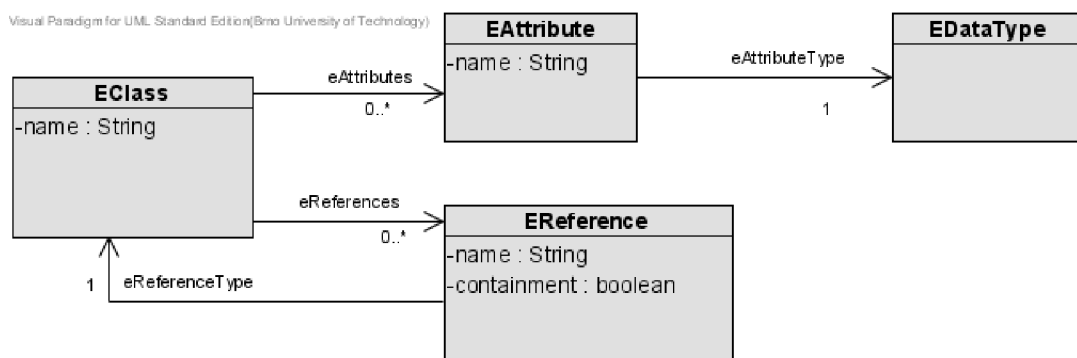 Visual Paradigm for UML Standard Edition(Brno University of Technology)
EAttribute
-name : String
EDataType
eAttributeType
1
EClass
-name : String
eAttributes
0..*
eReferences
0..*
EReference
-name : String
-containment : boolean
1
eReferenceType